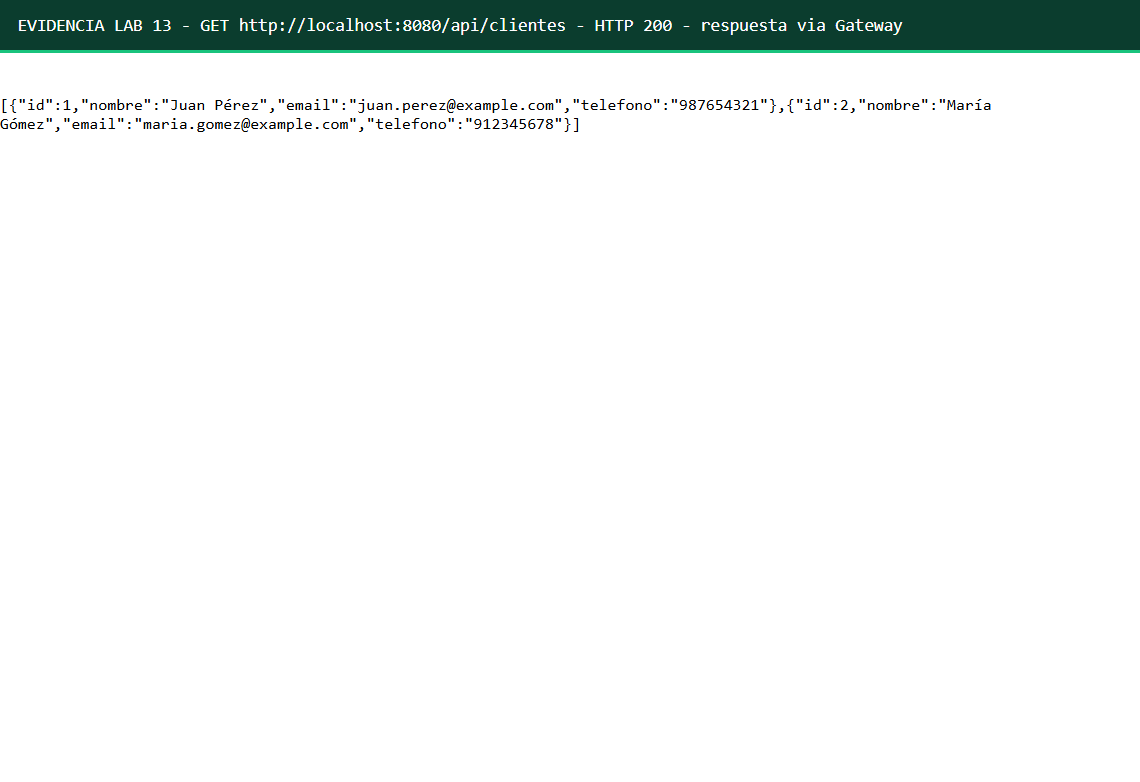 EVIDENCIA LAB 13 - GET http://localhost:8080/api/clientes - HTTP 200 - respuesta via Gateway
[{"id":1,"nombre":"Juan Pérez","email":"juan.perez@example.com","telefono":"987654321"},{"id":2,"nombre":"María
Gómez","email":"maria.gomez@example.com","telefono":"912345678"}]